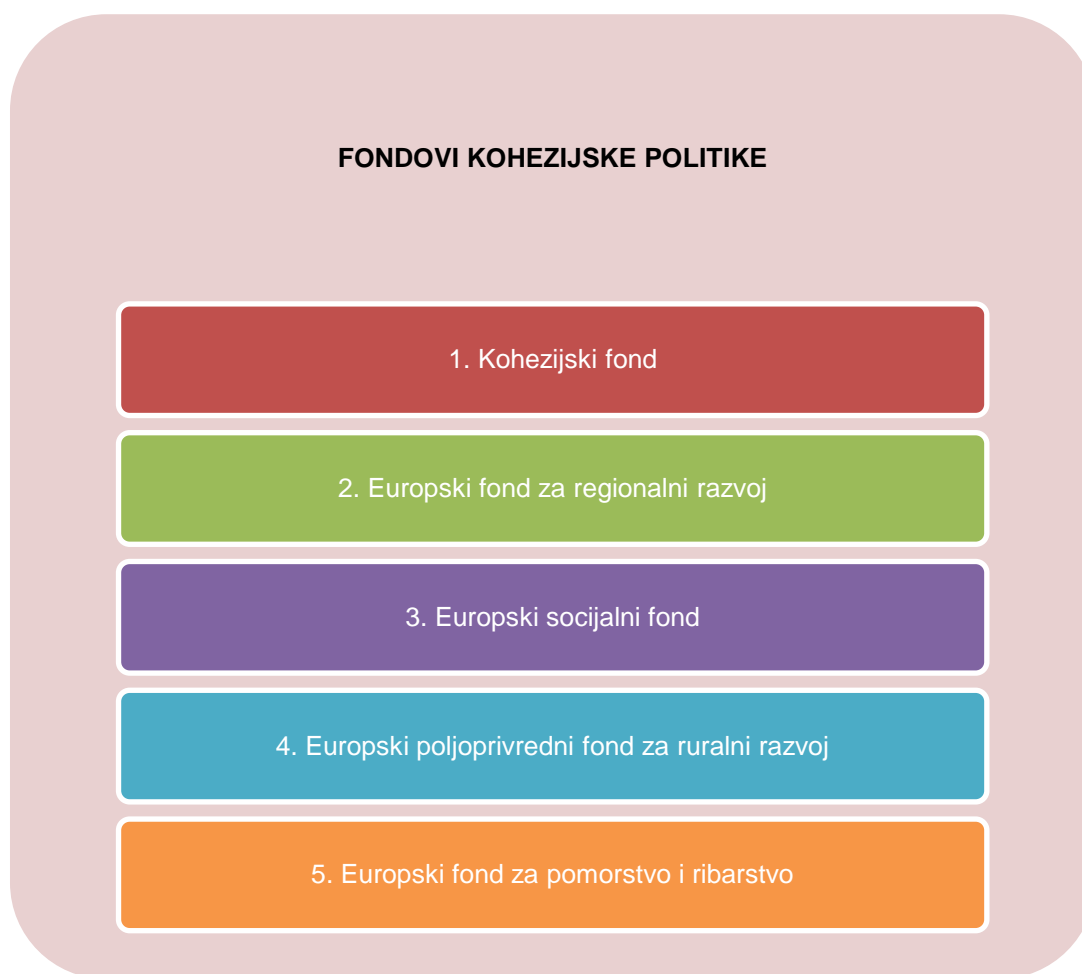 FONDOVI KOHEZIJSKE POLITIKE
1. Kohezijski fond
2. Europski fond za regionalni razvoj
3. Europski socijalni fond
4. Europski poljoprivredni fond za ruralni razvoj
5. Europski fond za pomorstvo i ribarstvo